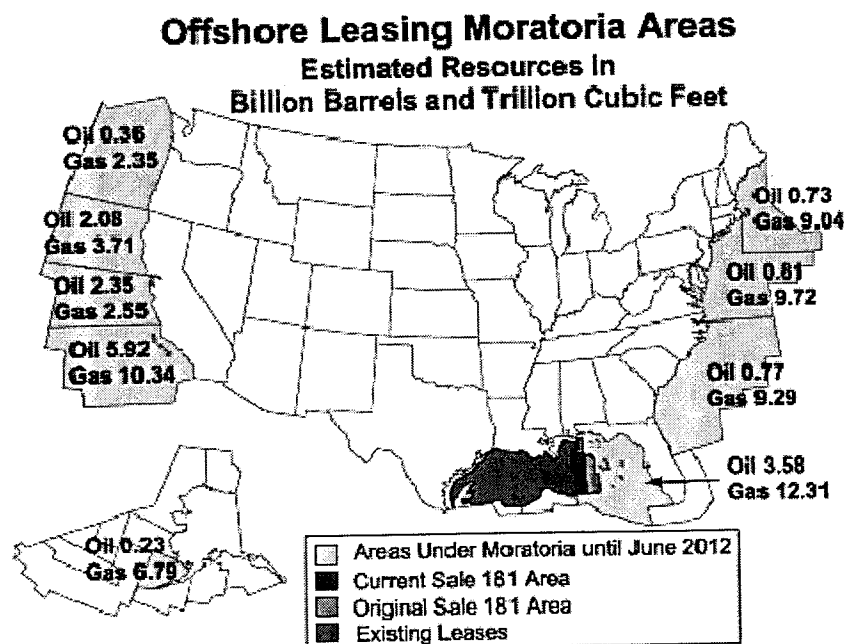 Offshore Leasing Moratoria Areas
Estimated Resources in
Billion Barrels and Trillion Cubic Feet
Oil 0.36
Gas 2.35
Oil 2.08
Gas 3.71
Oil 2.35
Gas 2.55
Oil 5.92
Gas 10.34
Oil 0.73
Gas 9.04
Oil 0.81
Gas 9.72
Oil 0.77
Gas 9.29
Oil 3.58
Gas 12.31
Oil 0.23
Gas 6.79
Areas Under Moratoria until June 2012
Current Sale 181 Area
Original Sale 181 Area
Existing Leases